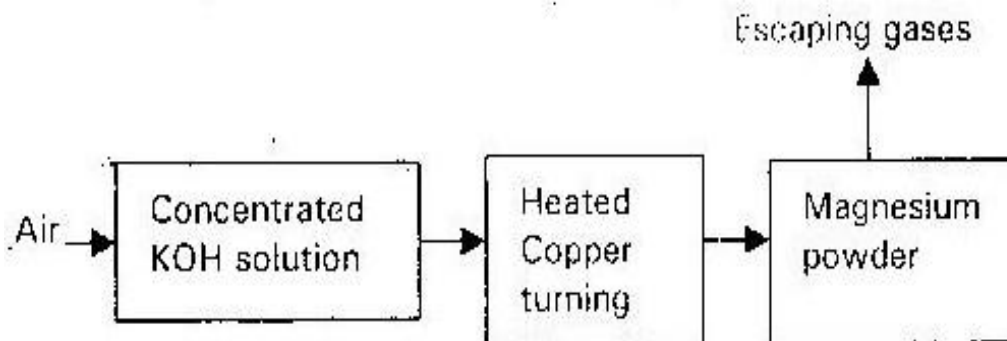 Escaping gases
Air
Concentrated
KOH solution
Heated
Copper
turning
Magnesium
powder